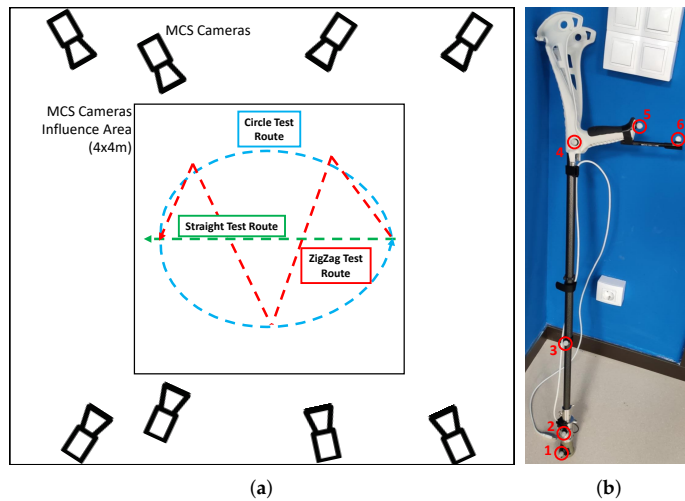 MCS Cameras
MCS Cameras
Influence Area
(4x4m)
Circle Test
Route
Straight Test Route
ZigZag Test
Route
(a)
5
6
4
3
2
1
(b)